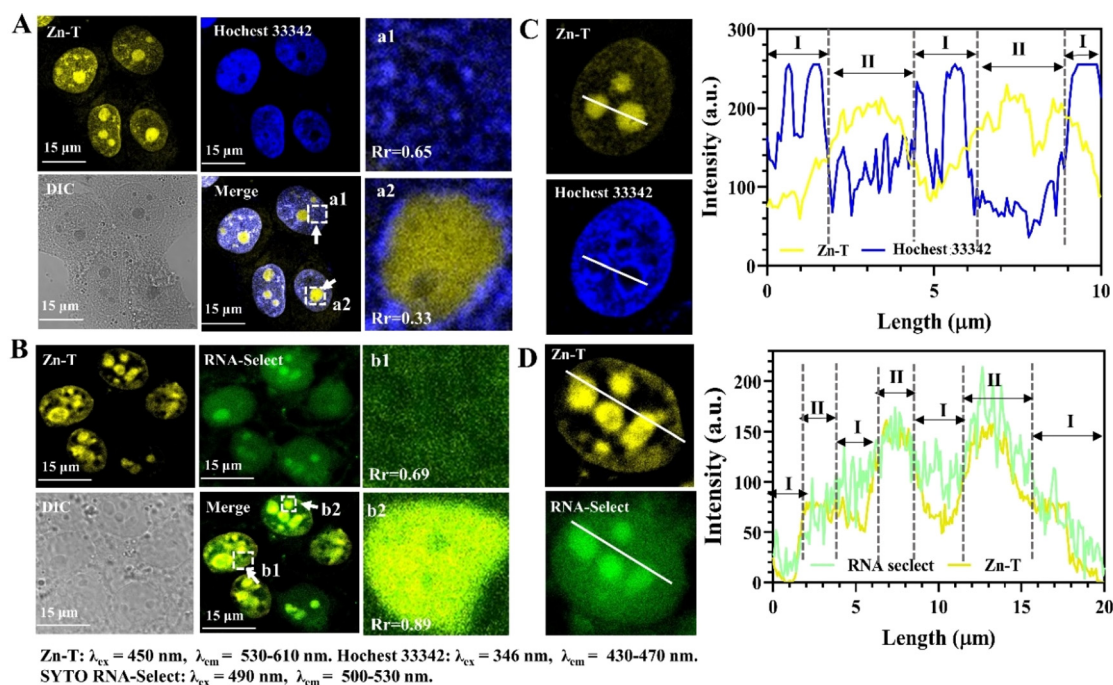 A
Zn-T
Hochest 33342
a1
15 μm
15 μm
Rr=0.65
DIC
Merge
a1
a2
a2
15 μm
15 μm
Rr=0.33
B
Zn-T
RNA-Select
b1
15 μm
15 μm
Rr=0.69
DIC
Merge
b2
b1
b2
15 μm
15 μm
Rr=0.89
C
Zn-T
Hochest 33342
300
200
100
0
Intensity (a.u.)
I
II
I
II
I
Zn-T
Hochest 33342
0
5
10
Length (μm)
D
Zn-T
RNA-Select
200
150
100
50
0
Intensity (a.u.)
I
II
I
II
I
II
I
RNA seclect
Zn-T
0
5
10
15
20
Length (μm)
Zn-T: λex = 450 nm, λem = 530-610 nm. Hochest 33342: λex = 346 nm, λem = 430-470 nm.
SYTO RNA-Select: λex = 490 nm, λem = 500-530 nm.